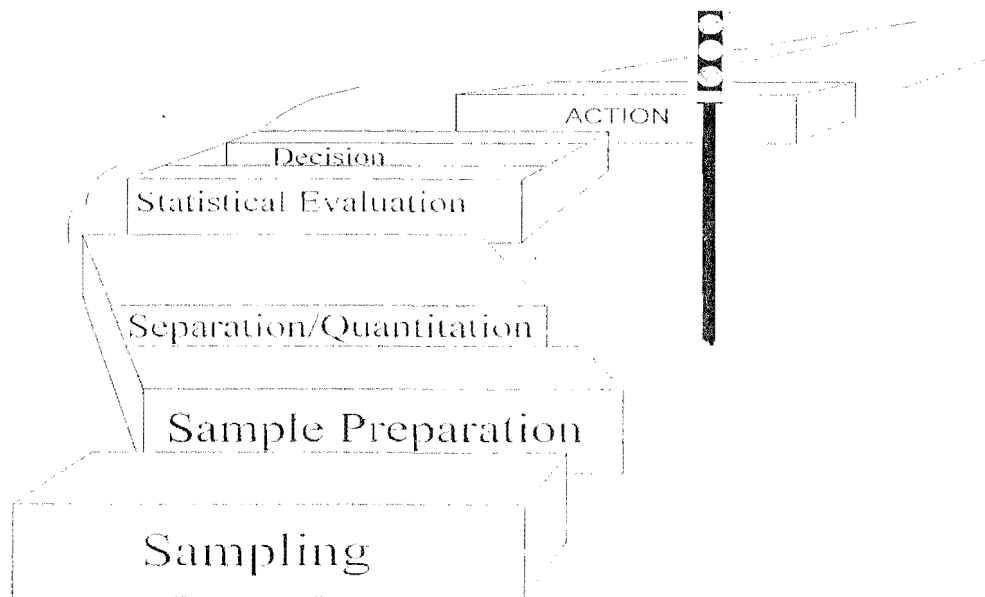 ACTION
Decision
Statistical Evaluation
Separation/Quantitation
Sample Preparation
Sampling